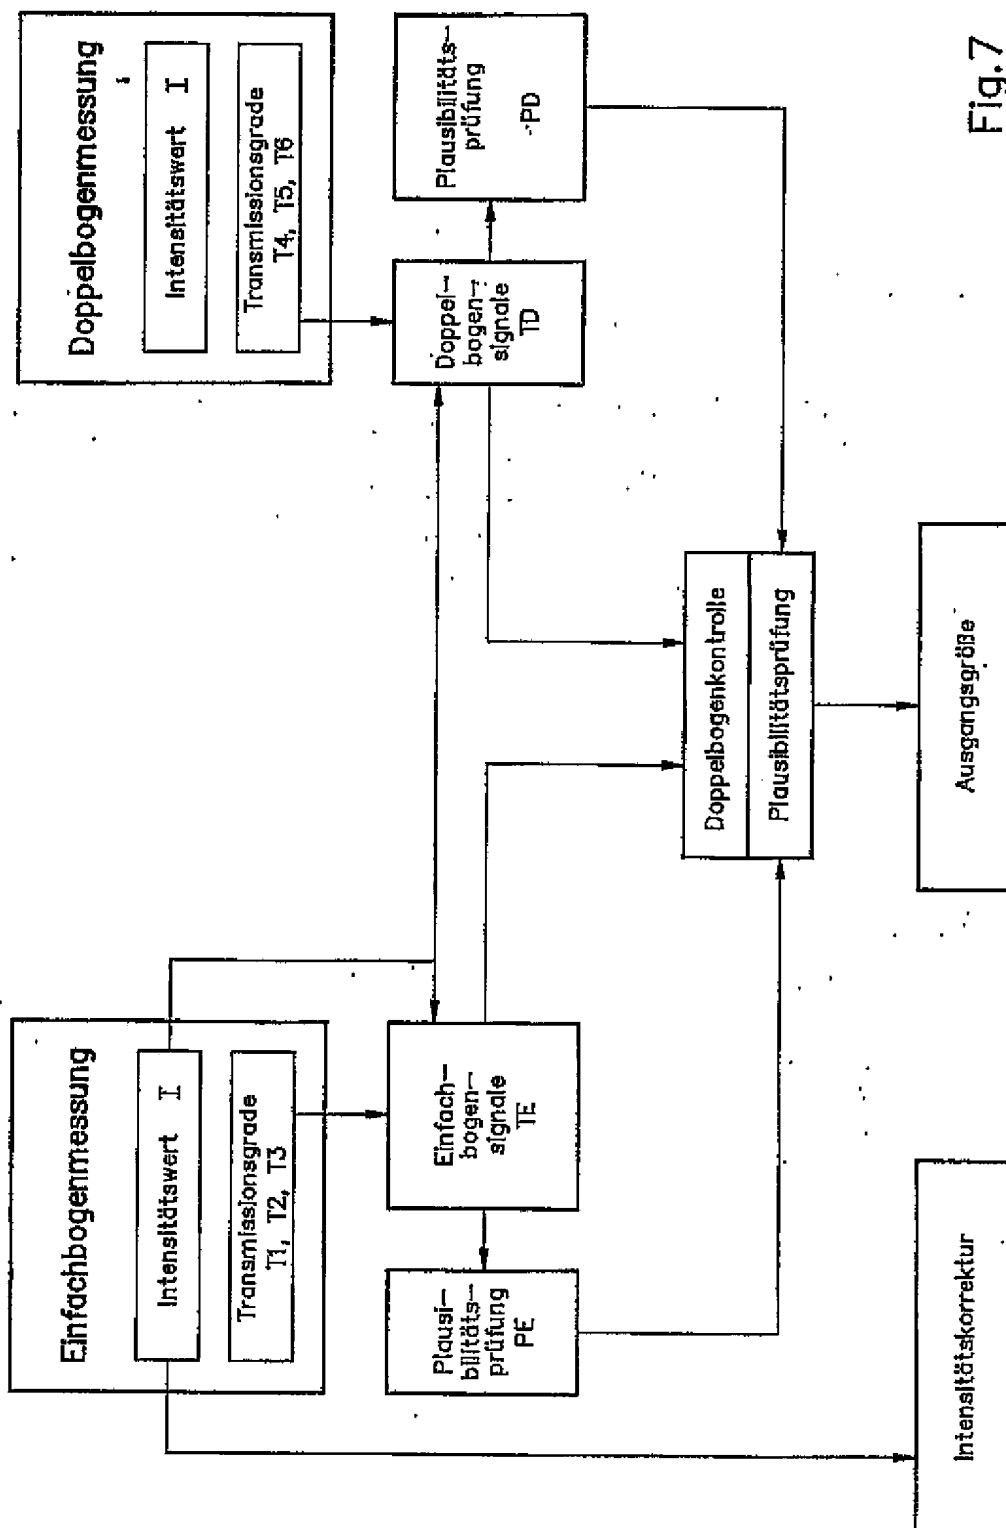 Einfachbogenmessung
Intensitätswert I
Transmissionsgrade
T1, T2, T3
Doppelbogenmessung
Intensitätswert I
Transmissionsgrade
T4, T5, T6
Plausi–
bilitäts–
prüfung
PE
Einfach–
bogen–
signale
TE
Doppel–
bogen–
signale
TD
Plausibilitäts–
prüfung
PD
Doppelbogenkontrolle
Plausibilitätsprüfung
Intensitätskorrektur
Ausgangsgröße
Fig.7